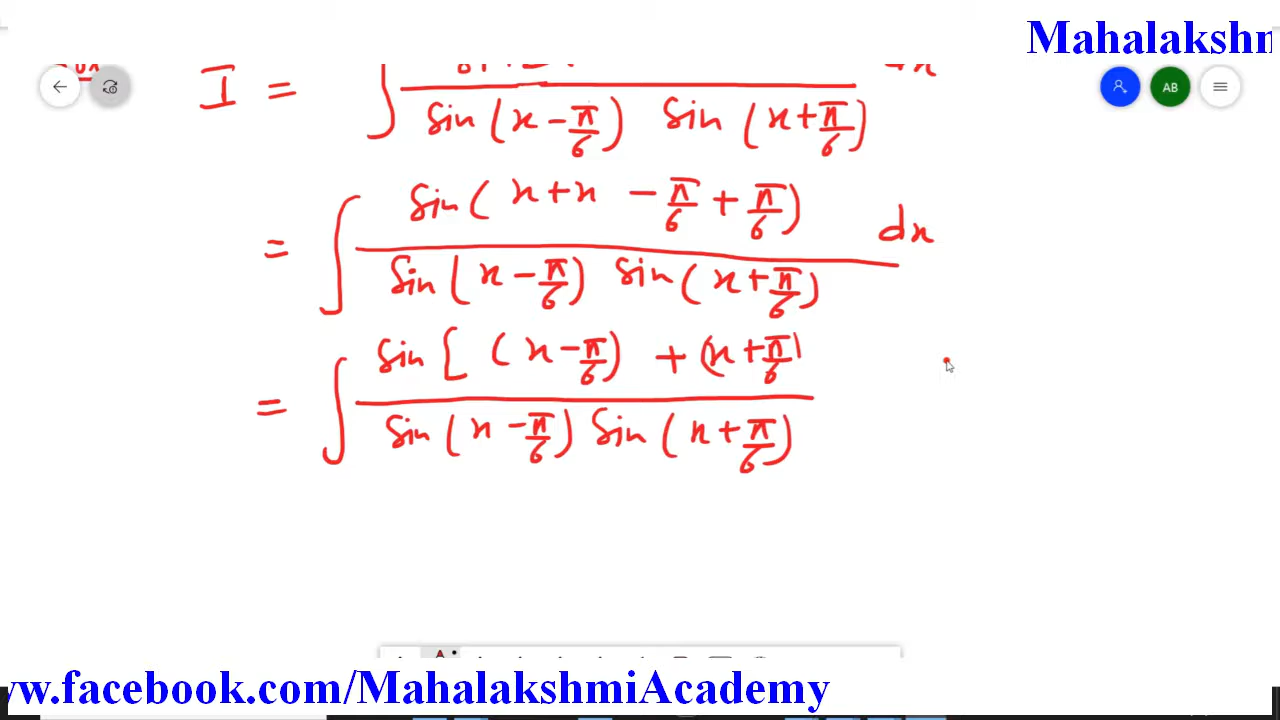 Mahalakshm
AB
I = ∫ dx
sin(x - π/6) sin(x + π/6)
= ∫ sin(x + x - π/6 + π/6) dx
sin(x - π/6) sin(x + π/6)
= ∫ sin[ (x - π/6) + (x + π/6)
sin(x - π/6) sin(x + π/6)
w.facebook.com/MahalakshmiAcademy